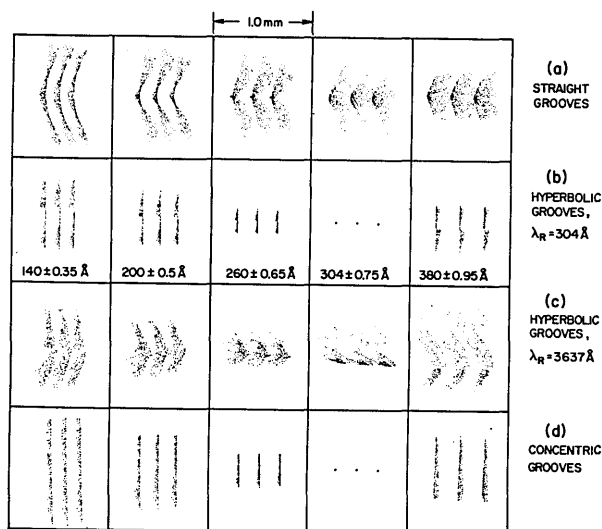 1.0 mm
(a)
STRAIGHT
GROOVES
(b)
HYPERBOLIC
GROOVES,
λR = 304 Å
140 ± 0.35 Å
200 ± 0.5 Å
260 ± 0.65 Å
304 ± 0.75 Å
380 ± 0.95 Å
(c)
HYPERBOLIC
GROOVES,
λR = 3637 Å
(d)
CONCENTRIC
GROOVES